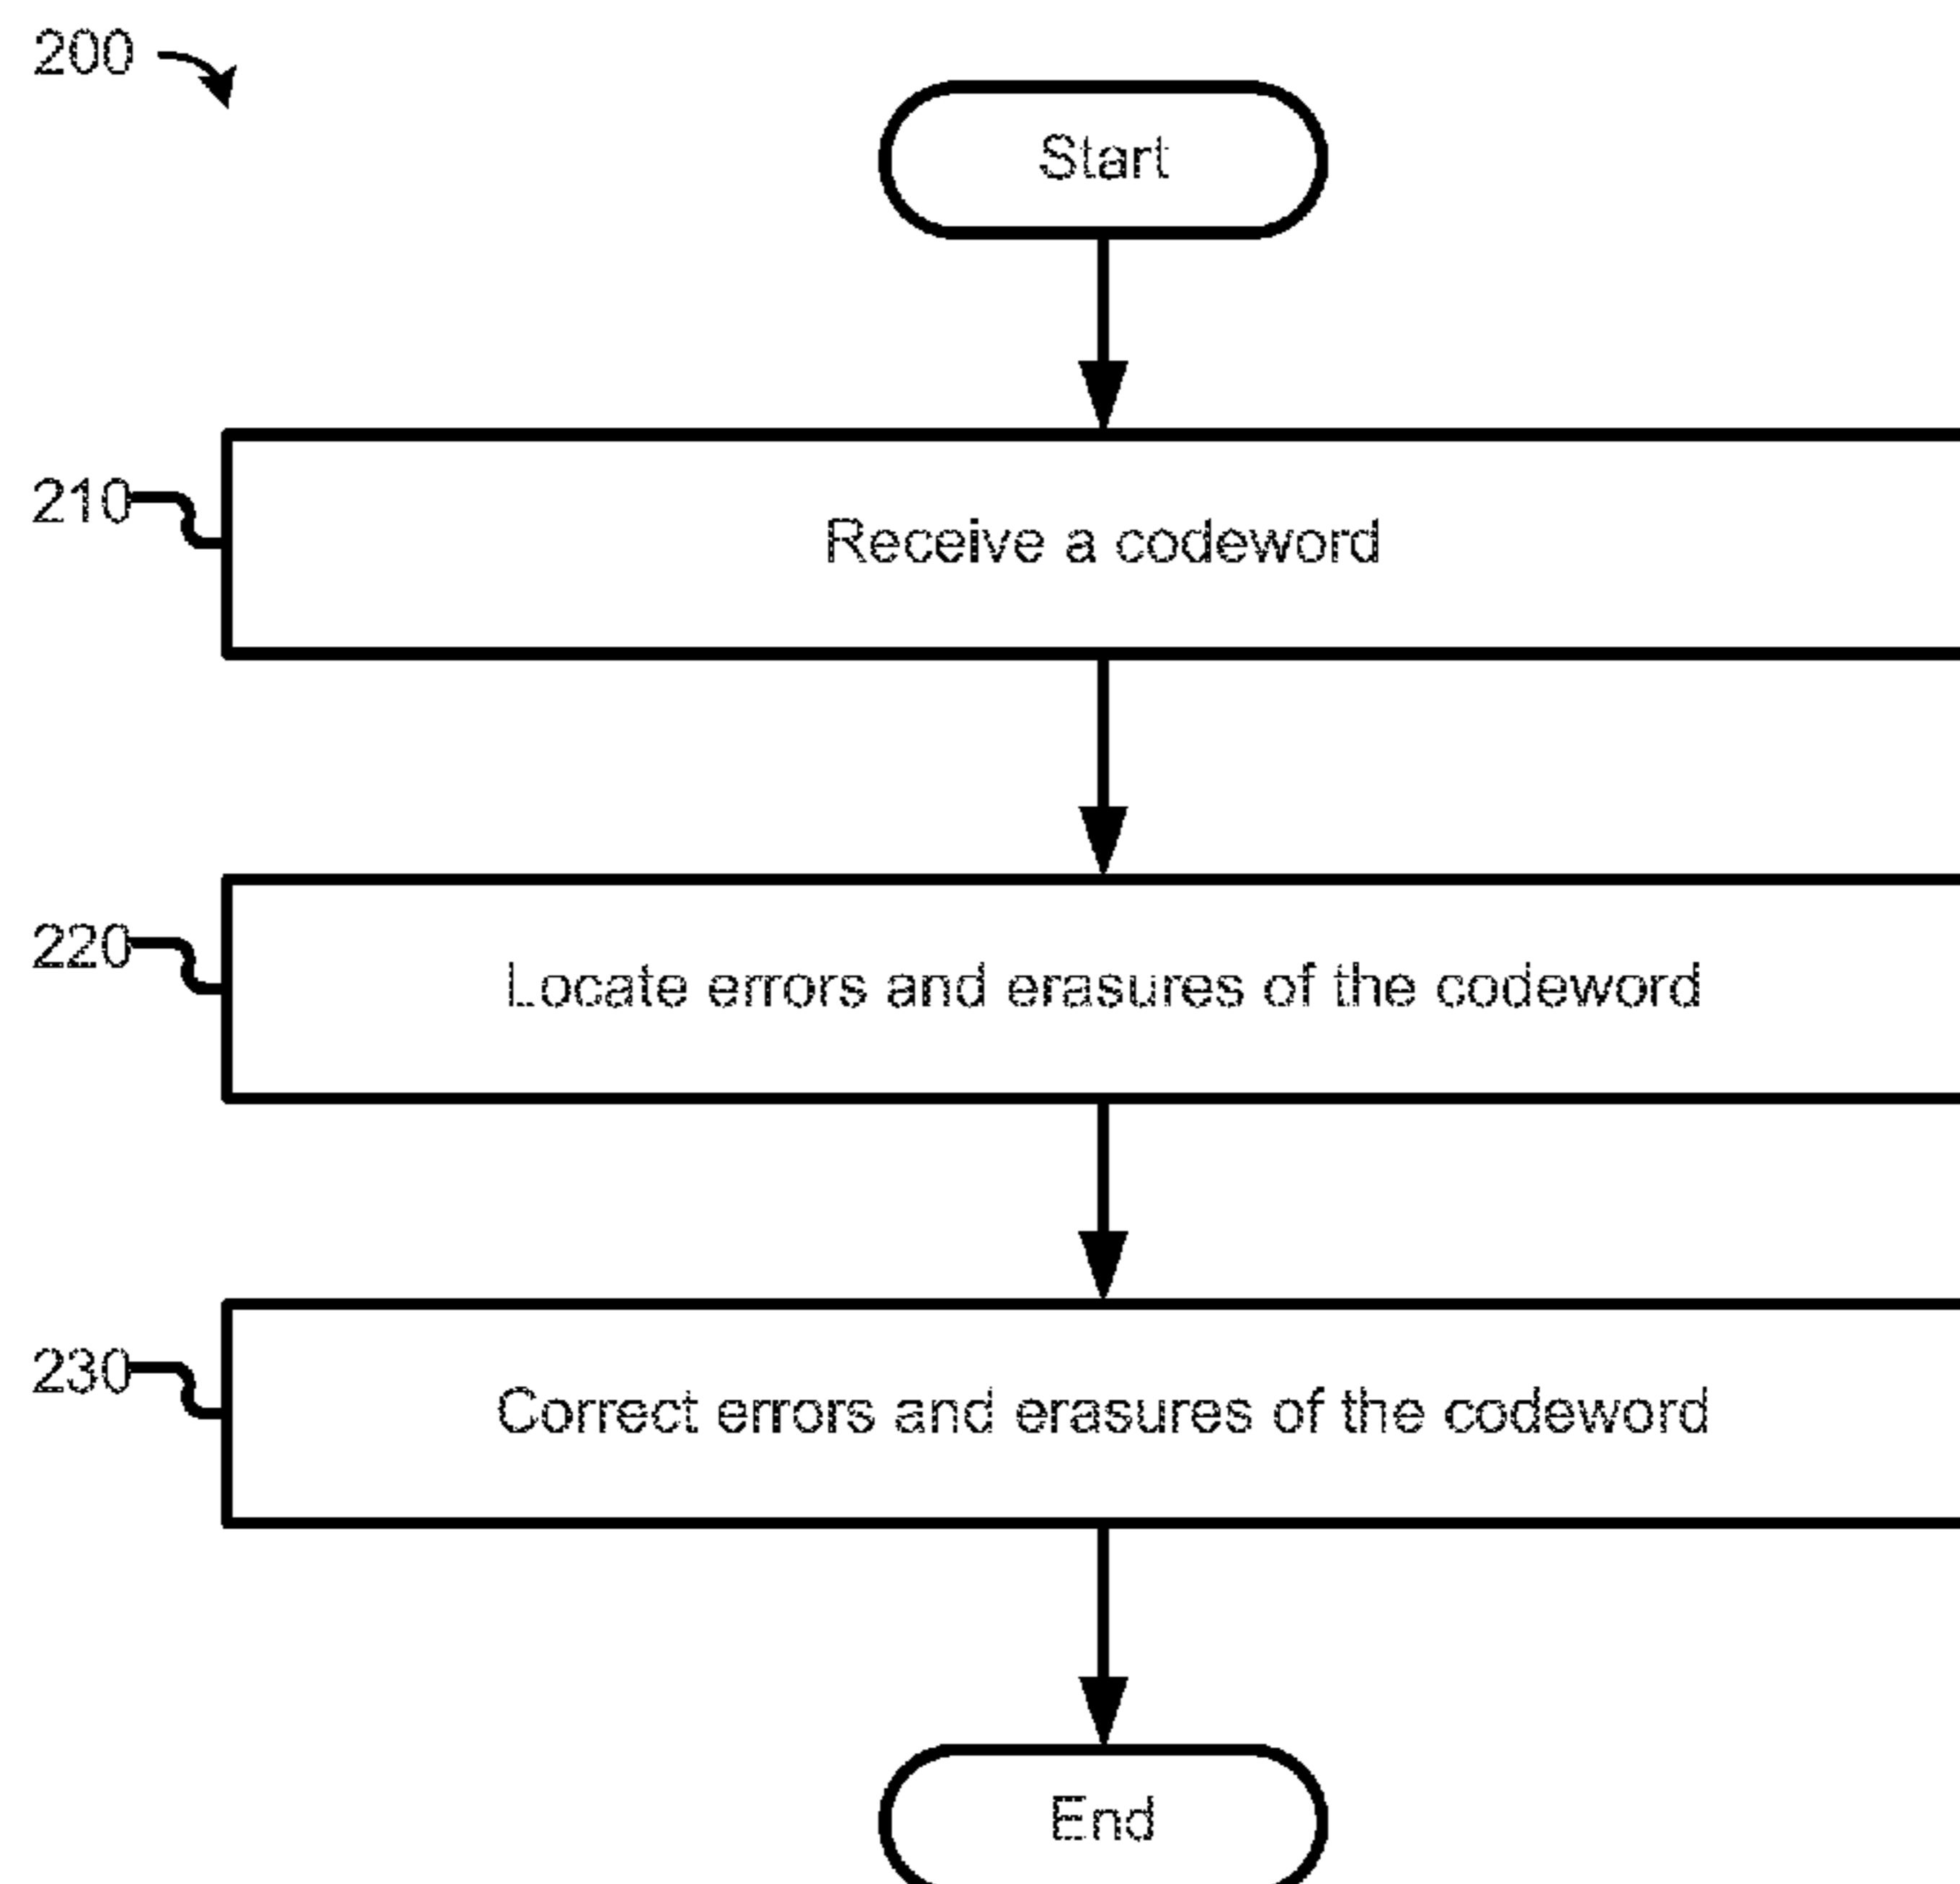 200
Start
210
Receive a codeword
220
Locate errors and erasures of the codeword
230
Correct errors and erasures of the codeword
End